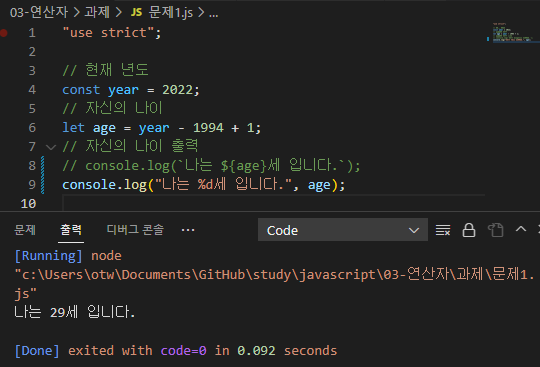 03-연산자 > 과제 > JS 문제1.js > ...
1 "use strict";
2
3 // 현재 년도
4 const year = 2022;
5 // 자신의 나이
6 let age = year - 1994 + 1;
7 // 자신의 나이 출력
8 // console.log(`나는 ${age}세 입니다.`);
9 console.log("나는 %d세 입니다.", age);
10
문제 출력 디버그 콘솔 ··· Code
[Running] node
"c:\Users\otw\Documents\GitHub\study\javascript\03-연산자\과제\문제1.
js"
나는 29세 입니다.
[Done] exited with code=0 in 0.092 seconds